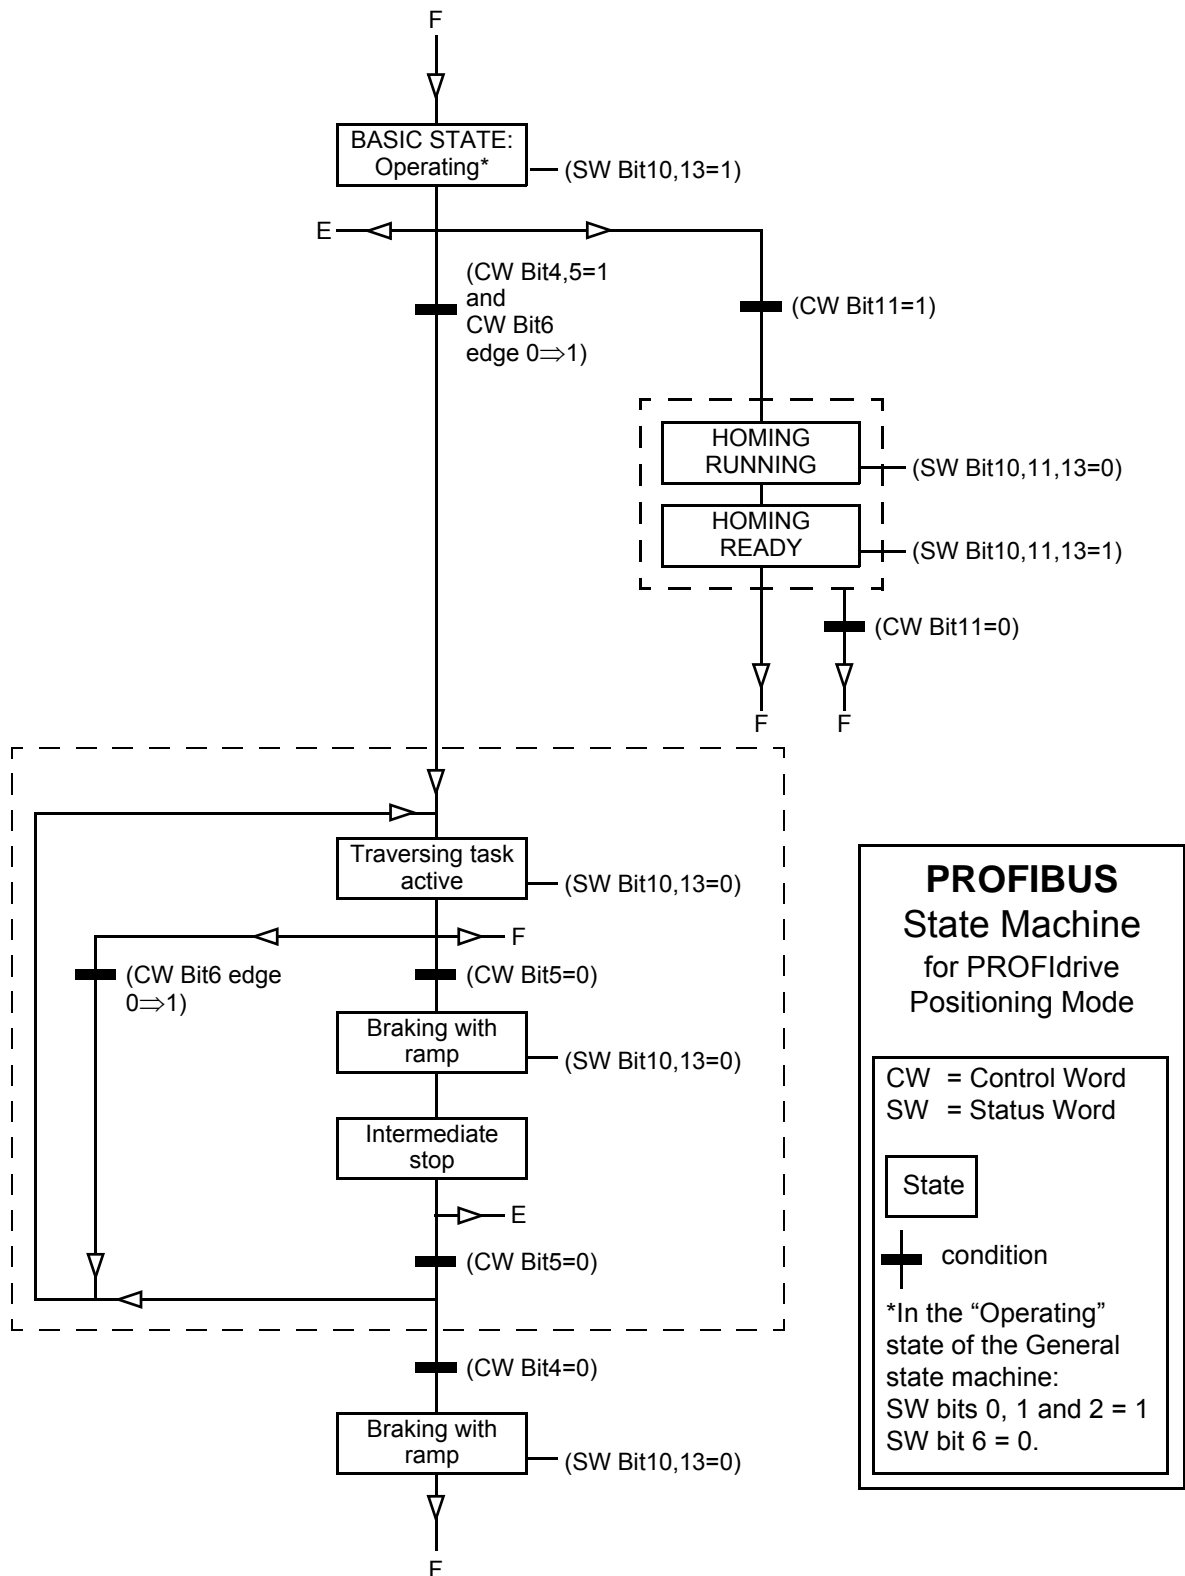 F
BASIC STATE:
Operating*
(SW Bit10,13=1)
E
(CW Bit4,5=1
and
CW Bit6
edge 0⇒1)
(CW Bit11=1)
HOMING
RUNNING
(SW Bit10,11,13=0)
HOMING
READY
(SW Bit10,11,13=1)
(CW Bit11=0)
F
F
Traversing task
active
(SW Bit10,13=0)
F
(CW Bit6 edge
0⇒1)
(CW Bit5=0)
Braking with
ramp
(SW Bit10,13=0)
Intermediate
stop
E
(CW Bit5=0)
(CW Bit4=0)
Braking with
ramp
(SW Bit10,13=0)
F
PROFIBUS
State Machine
for PROFIdrive
Positioning Mode
CW = Control Word
SW = Status Word
State
condition
*In the “Operating”
state of the General
state machine:
SW bits 0, 1 and 2 = 1
SW bit 6 = 0.